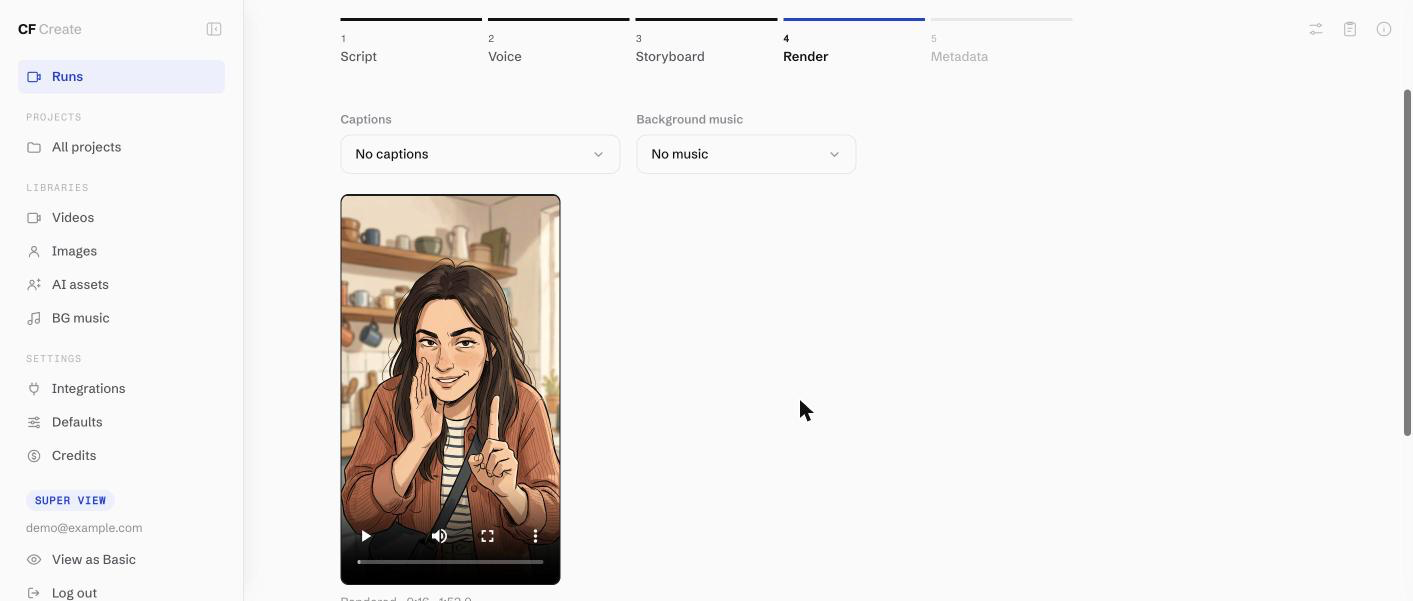 CF Create
Runs
PROJECTS
All projects
LIBRARIES
Videos
Images
AI assets
BG music
SETTINGS
Integrations
Defaults
Credits
SUPER VIEW
demo@example.com
View as Basic
Log out
1
Script
2
Voice
3
Storyboard
4
Render
5
Metadata
Captions
No captions
Background music
No music